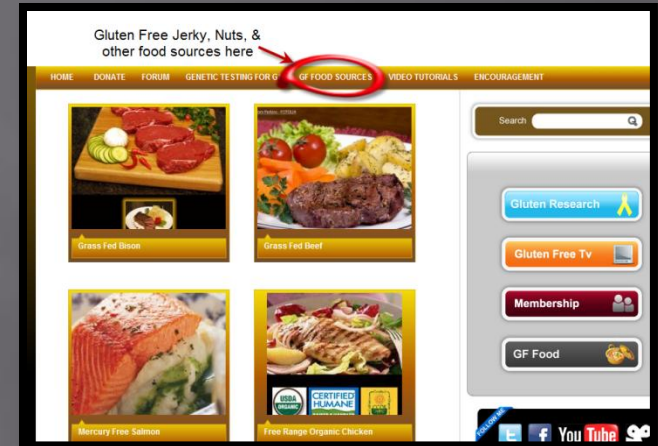 Gluten Free Jerky, Nuts, &
other food sources here
HOME DONATE FORUM GENETIC TESTING FOR G GF FOOD SOURCES VIDEO TUTORIALS ENCOURAGEMENT
Search
Grass Fed Bison
Grass Fed Beef
Gluten Research
Gluten Free Tv
Membership
GF Food
USDA
ORGANIC
CERTIFIED
HUMANE
Mercury Free Salmon
Free Range Organic Chicken
FOLLOW ME
You Tube